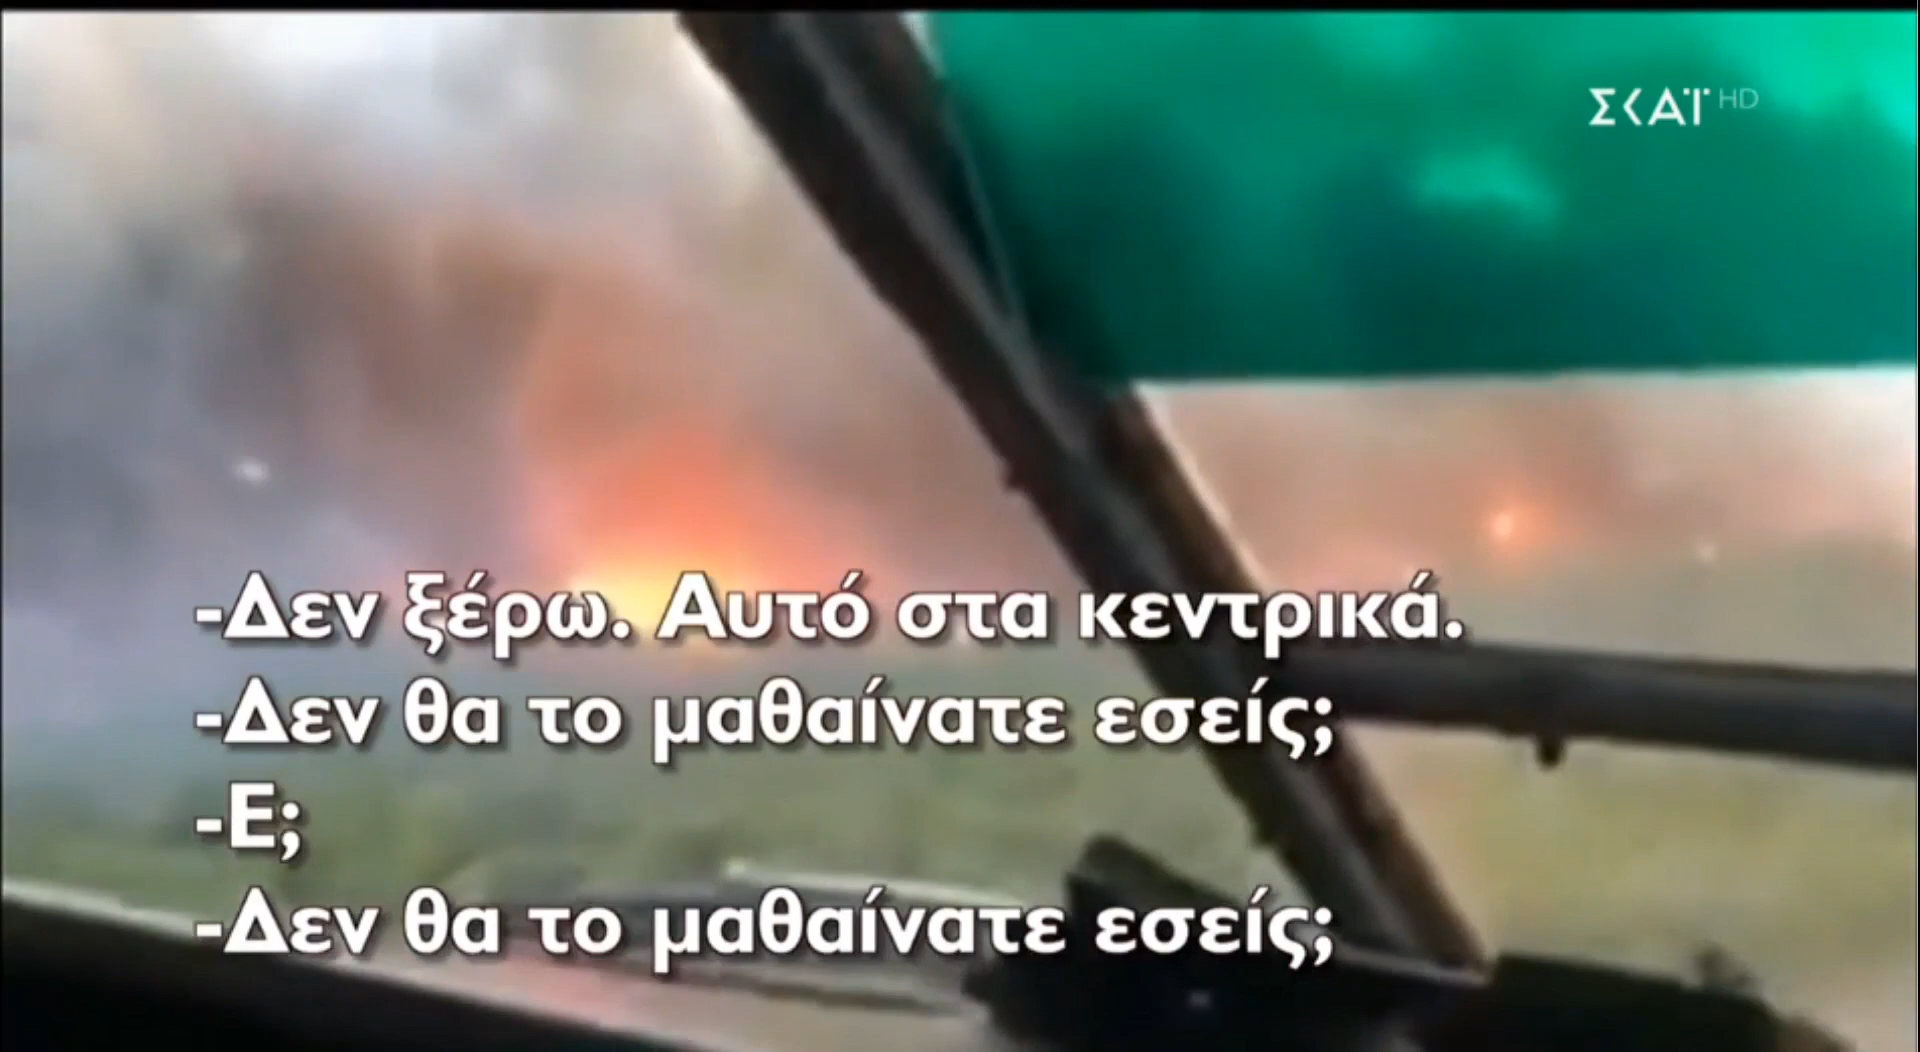 ΣΚΑΪ HD
-Δεν ξέρω. Αυτό στα κεντρικά.
-Δεν θα το μαθαίνατε εσείς;
-Ε;
-Δεν θα το μαθαίνατε εσείς;